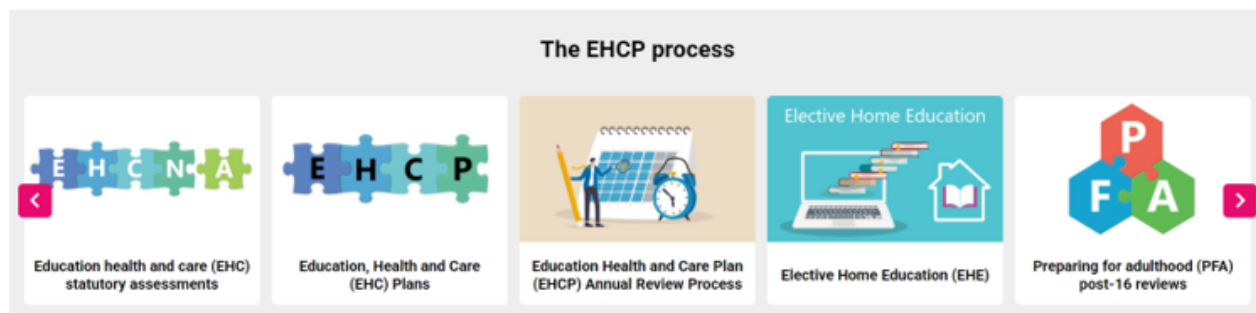 The EHCP process
E H C N A
E H C P
Elective Home Education
P
F A
Education health and care (EHC)
statutory assessments
Education, Health and Care
(EHC) Plans
Education Health and Care Plan
(EHCP) Annual Review Process
Elective Home Education (EHE)
Preparing for adulthood (PFA)
post-16 reviews